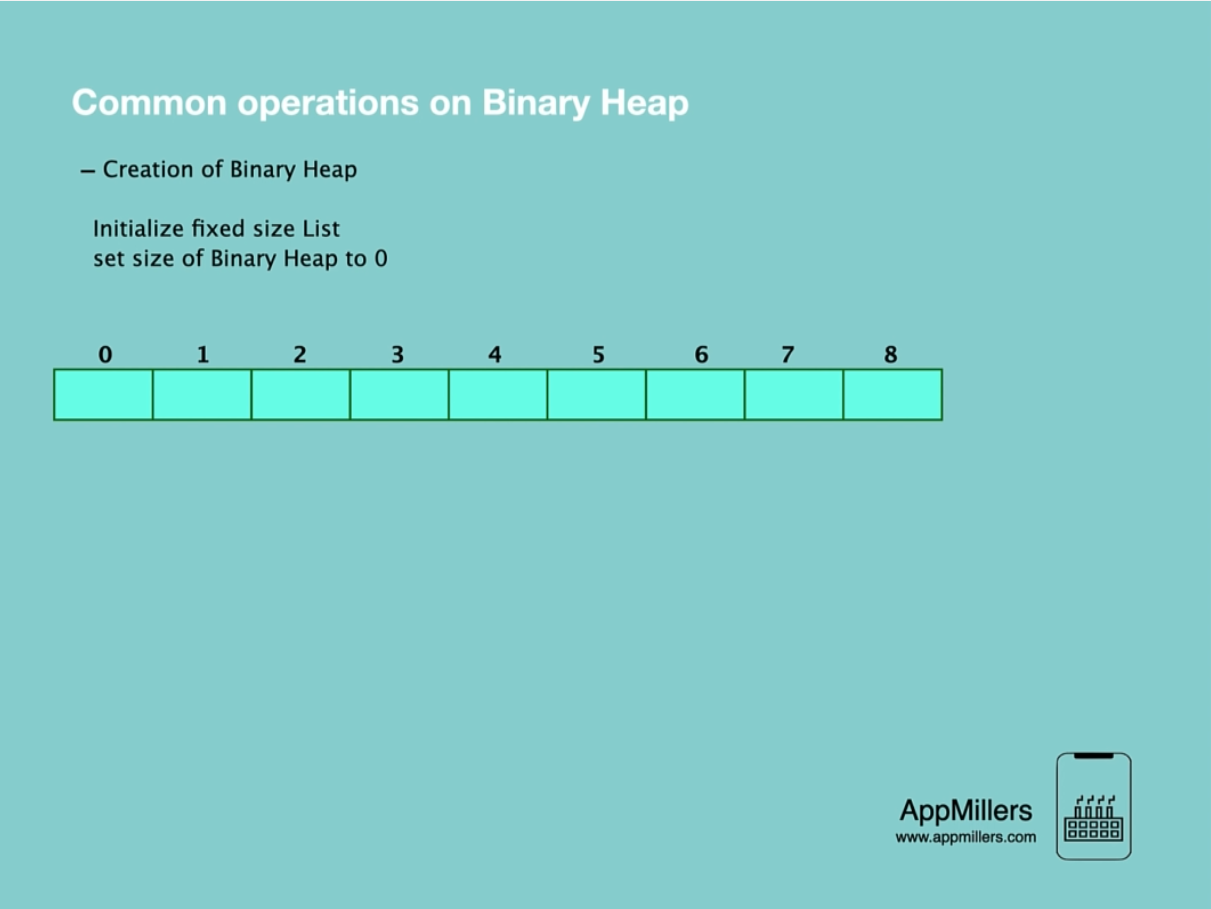 Common operations on Binary Heap
– Creation of Binary Heap
Initialize fixed size List
set size of Binary Heap to 0
0 1 2 3 4 5 6 7 8
AppMillers
www.appmillers.com